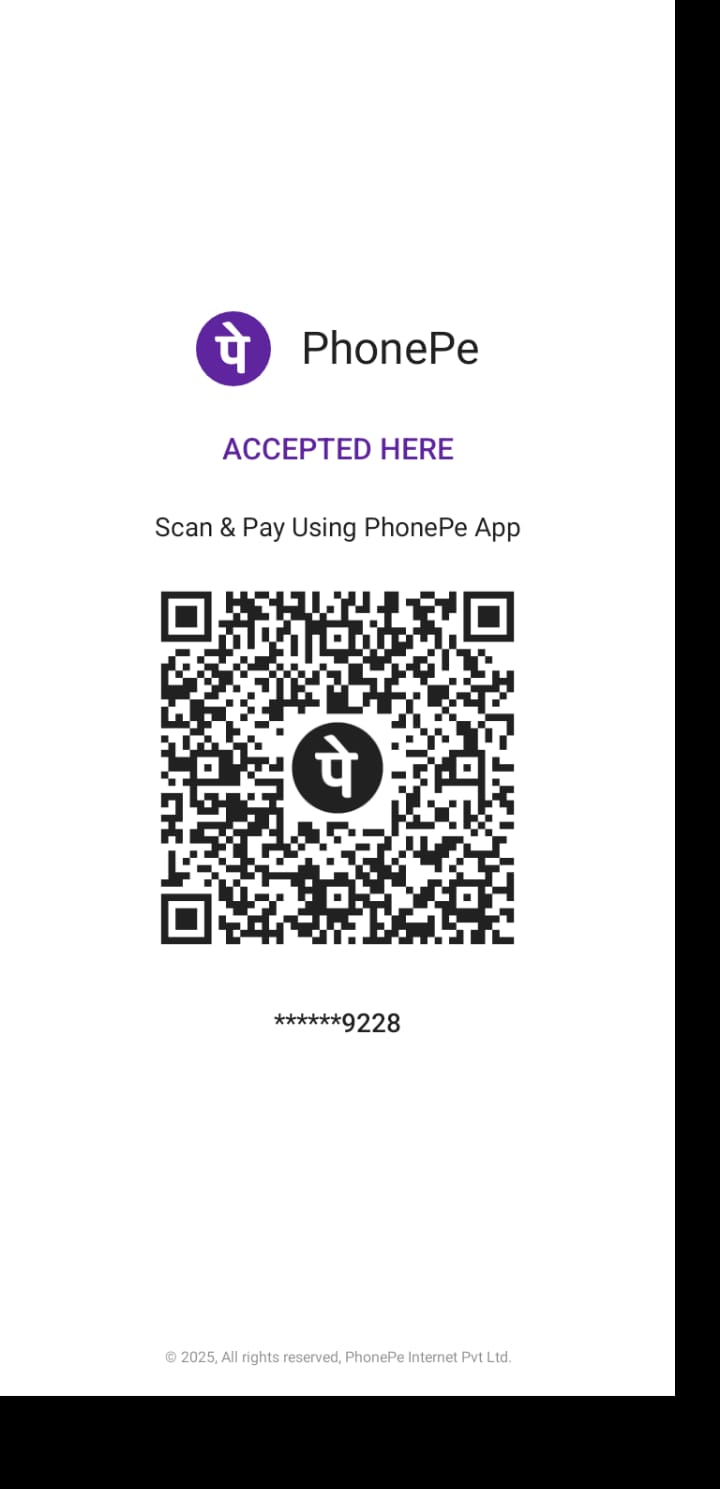 पे PhonePe
ACCEPTED HERE
Scan & Pay Using PhonePe App
पे
******9228
© 2025, All rights reserved, PhonePe Internet Pvt Ltd.